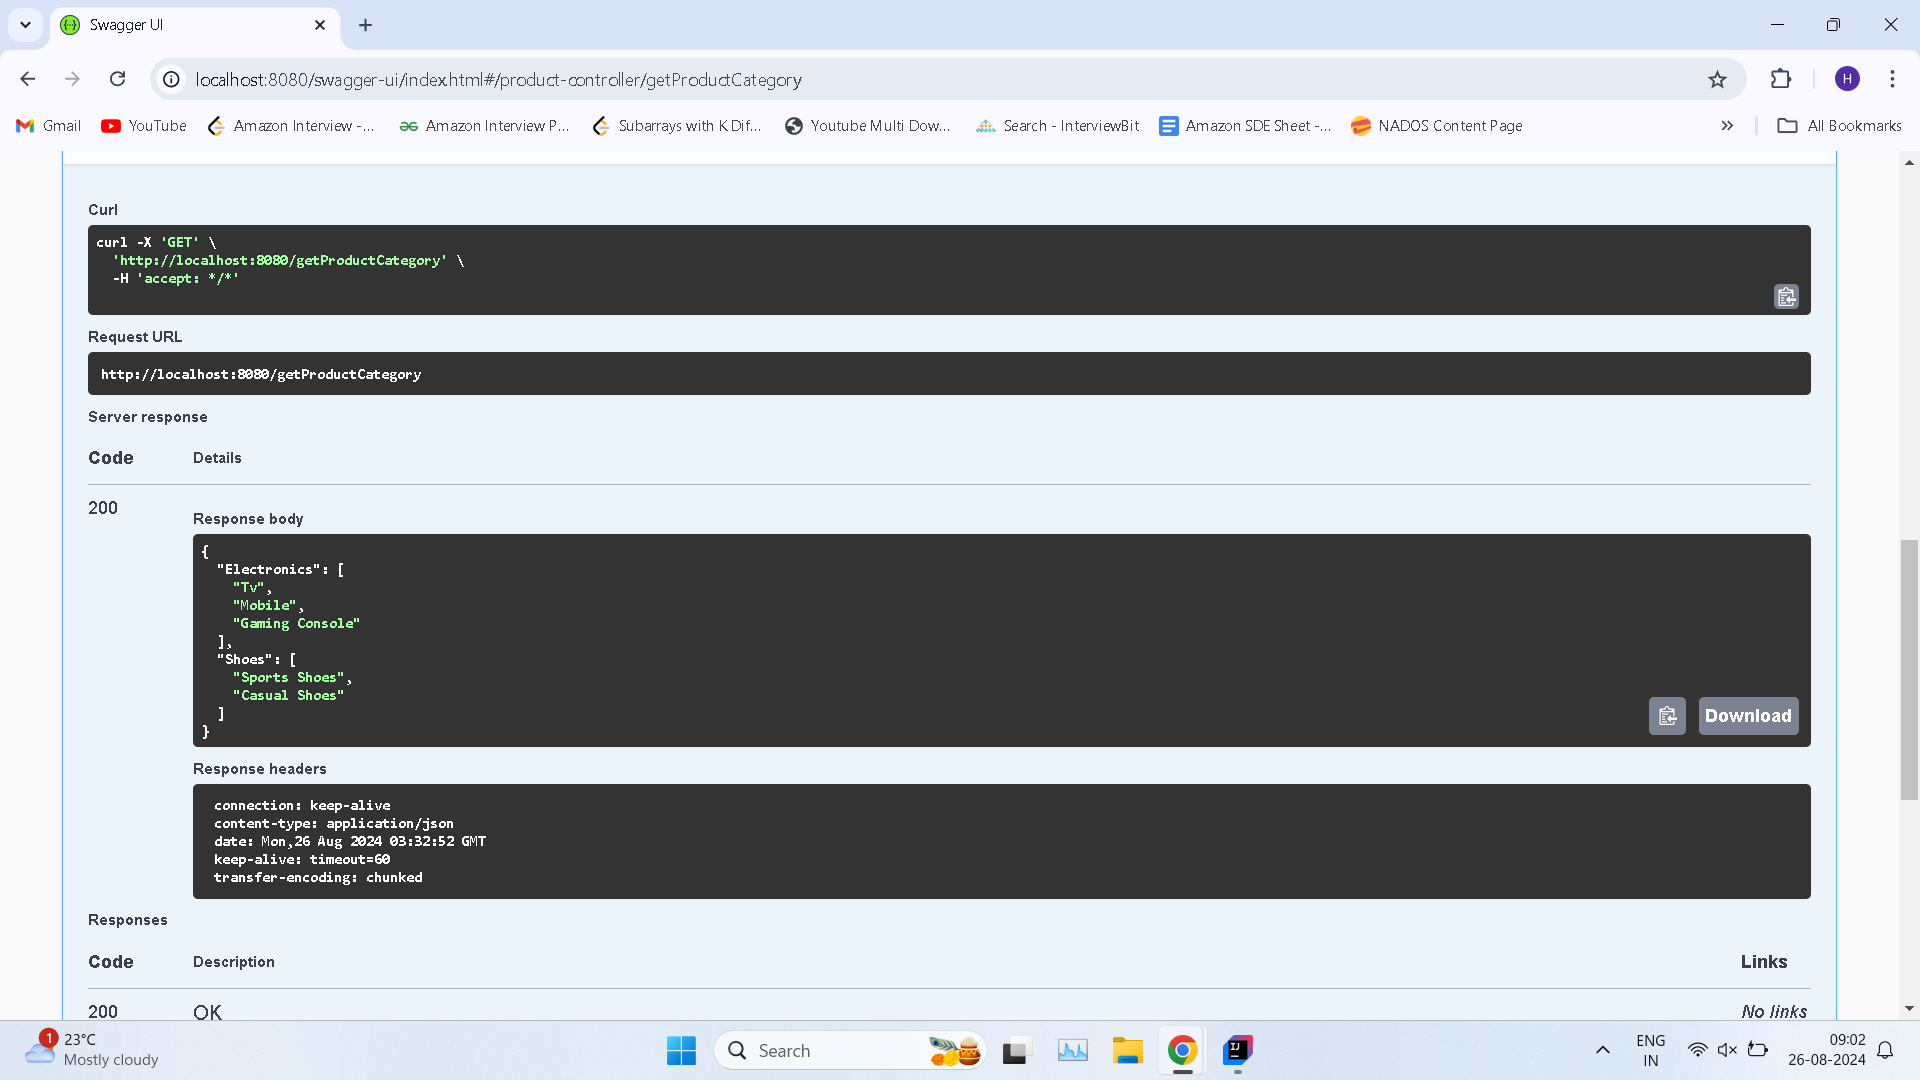 Swagger UI
localhost:8080/swagger-ui/index.html#/product-controller/getProductCategory
H
Gmail YouTube Amazon Interview -... Amazon Interview P... Subarrays with K Dif... Youtube Multi Dow... Search - InterviewBit Amazon SDE Sheet -... NADOS Content Page » All Bookmarks
Curl
curl -X 'GET' \
'http://localhost:8080/getProductCategory' \
-H 'accept: */*'
Request URL
http://localhost:8080/getProductCategory
Server response
Code Details
200
Response body
{
"Electronics": [
"Tv",
"Mobile",
"Gaming Console"
],
"Shoes": [
"Sports Shoes",
"Casual Shoes"
]
}
Download
Response headers
connection: keep-alive
content-type: application/json
date: Mon,26 Aug 2024 03:32:52 GMT
keep-alive: timeout=60
transfer-encoding: chunked
Responses
Code Description Links
200 OK No links
1
23°C
Mostly cloudy
Search
ENG
IN
09:02
26-08-2024